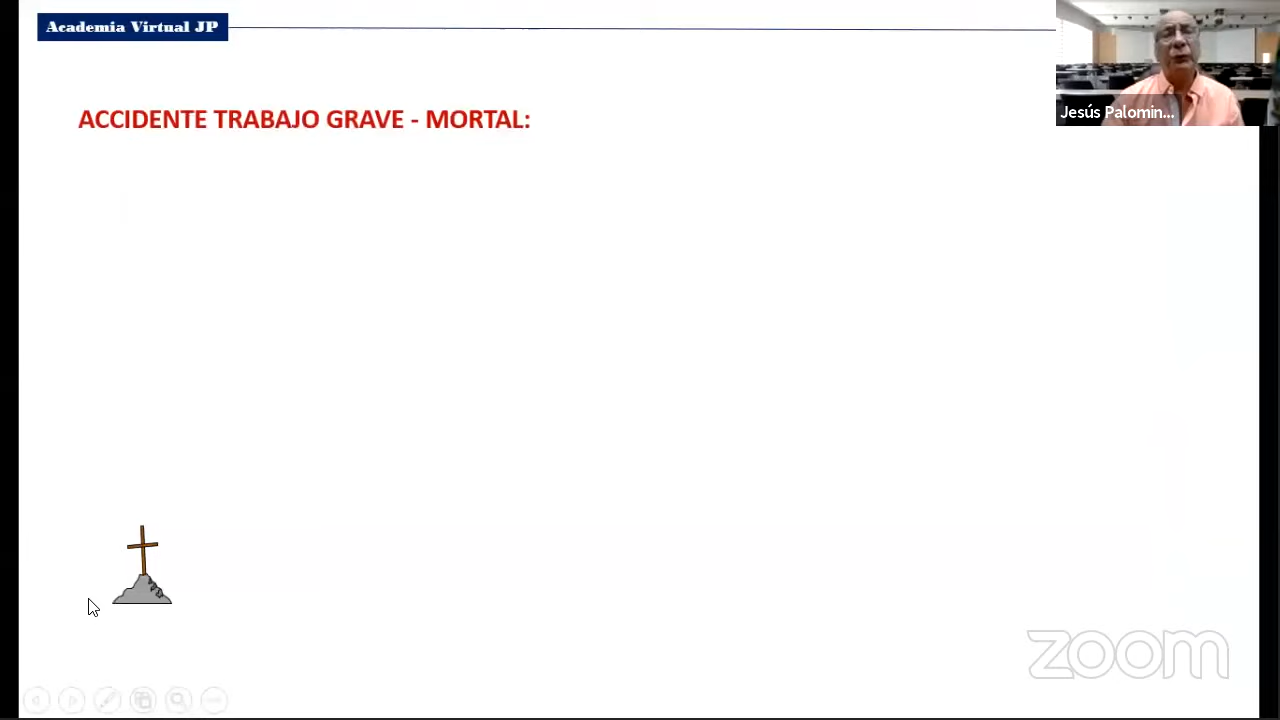 Academia Virtual JP
Jesús Palomin...
ACCIDENTE TRABAJO GRAVE - MORTAL:
zoom